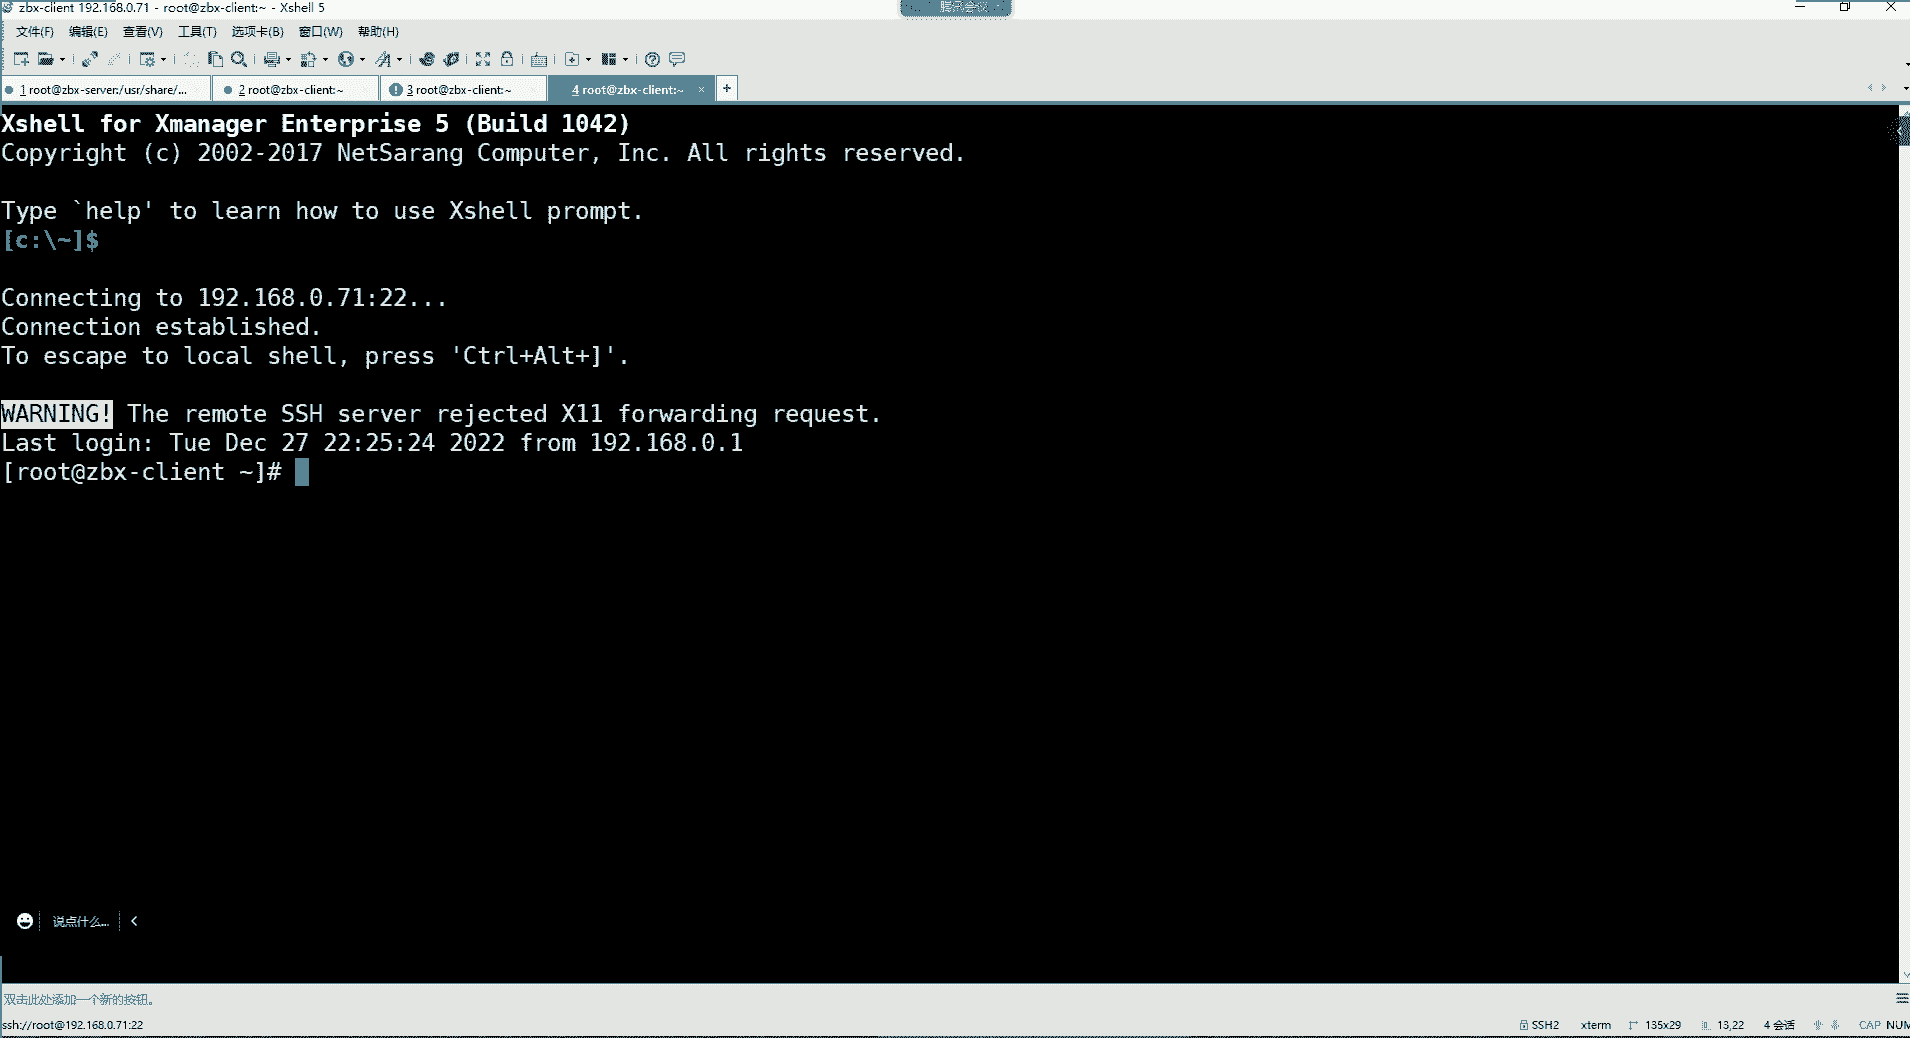 zbx-client 192.168.0.71 - root@zbx-client:~ - Xshell 5
腾讯会议
文件(F) 编辑(E) 查看(V) 工具(T) 选项卡(B) 窗口(W) 帮助(H)
1 root@zbx-server:/usr/share/... 2 root@zbx-client:~ 3 root@zbx-client:~ 4 root@zbx-client:~ × +
Xshell for Xmanager Enterprise 5 (Build 1042)
Copyright (c) 2002-2017 NetSarang Computer, Inc. All rights reserved.
Type `help' to learn how to use Xshell prompt.
[c:\~]$
Connecting to 192.168.0.71:22...
Connection established.
To escape to local shell, press 'Ctrl+Alt+]'.
WARNING! The remote SSH server rejected X11 forwarding request.
Last login: Tue Dec 27 22:25:24 2022 from 192.168.0.1
[root@zbx-client ~]#
说点什么...
双击此处添加一个新的按钮。
ssh://root@192.168.0.71:22 SSH2 xterm 135x29 13,22 4 会话 CAP NUM